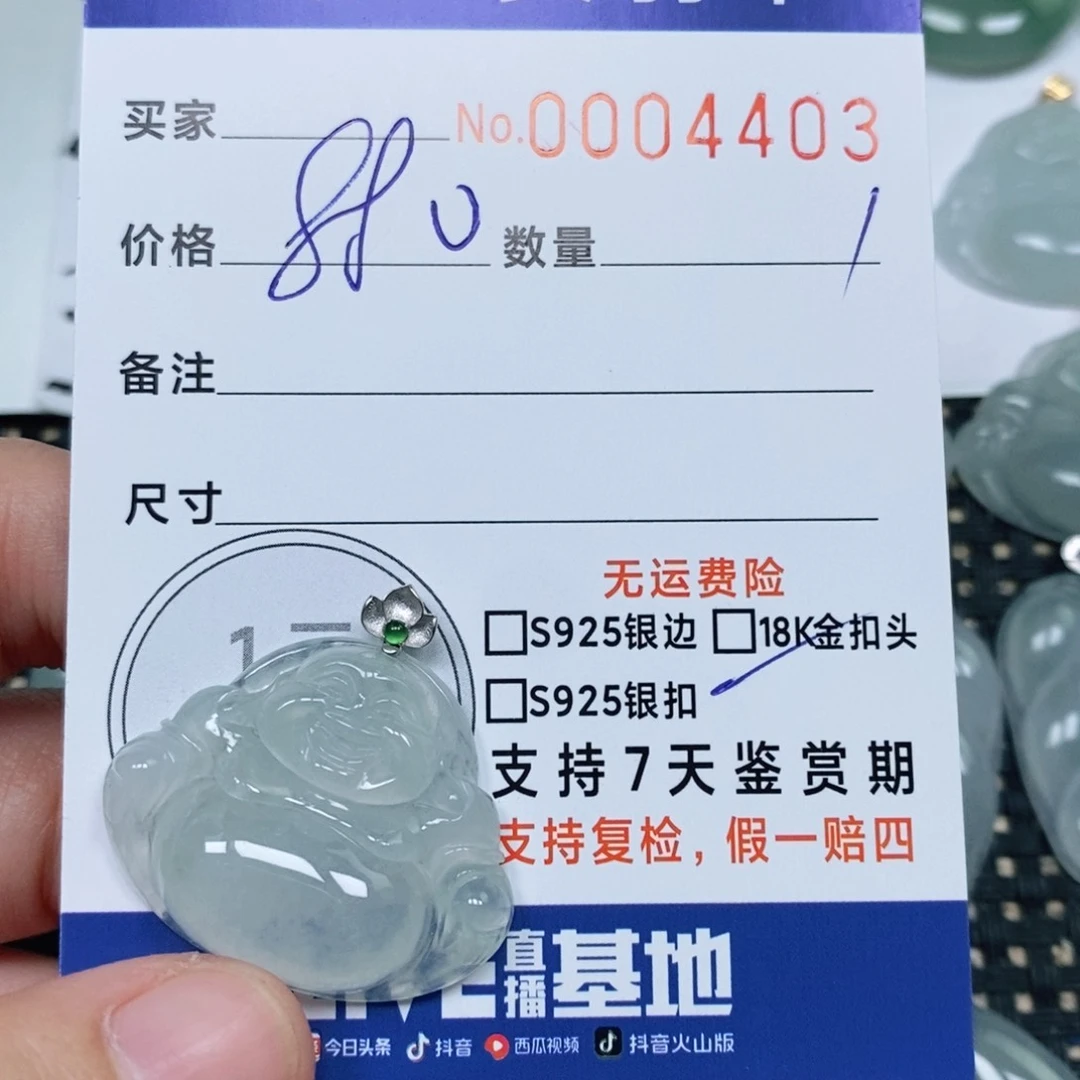 买家 No.0004403
价格 数量 1
备注
尺寸
无运费险
S925银边 18K金扣头
S925银扣
支持7天鉴赏期
支持复检，假一赔四
直播基地
今日头条 抖音 西瓜视频 抖音火山版